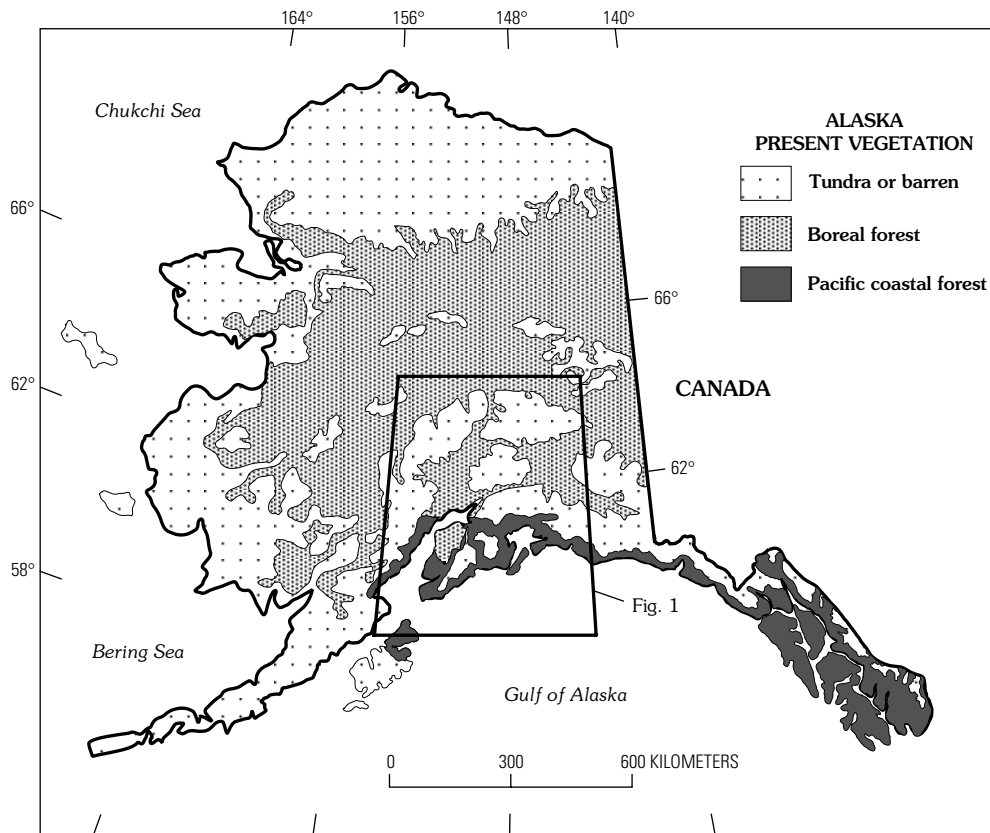 164° 156° 148° 140°
Chukchi Sea
ALASKA
PRESENT VEGETATION
Tundra or barren
66°
Boreal forest
Pacific coastal forest
66°
62°
CANADA
62°
58°
Fig. 1
Bering Sea
Gulf of Alaska
0 300 600 KILOMETERS